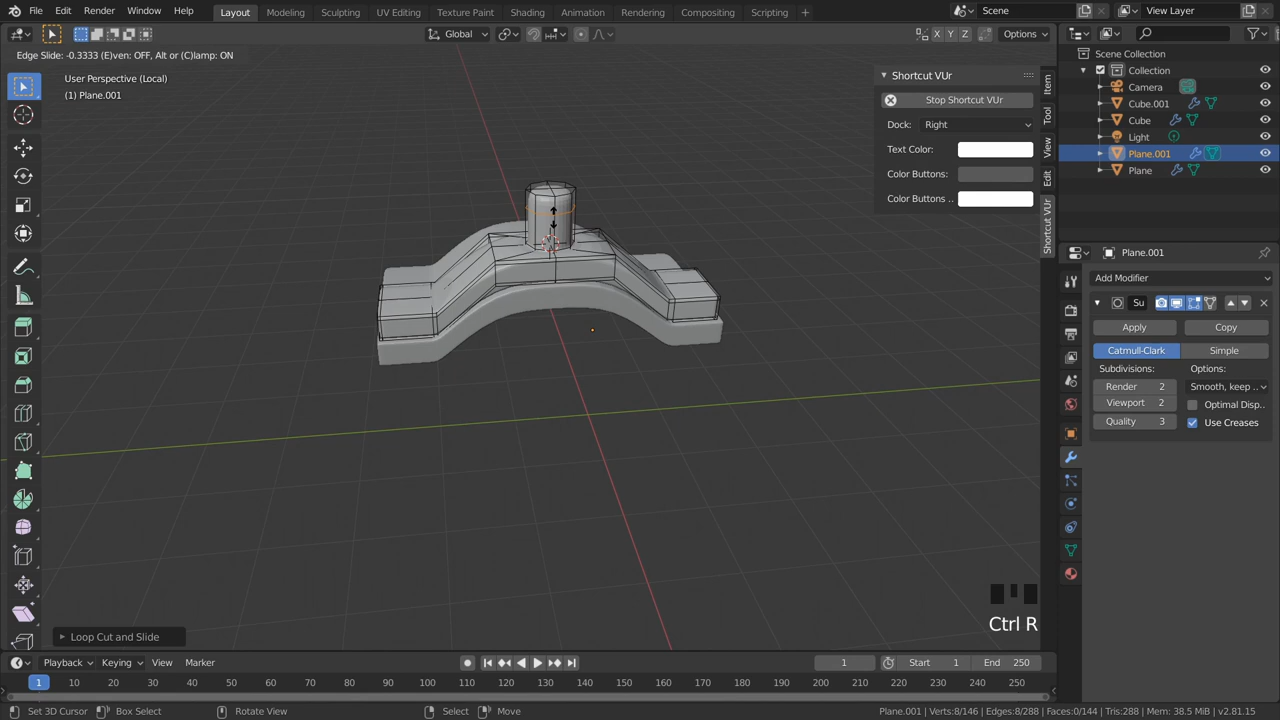 File Edit Render Window Help Layout Modeling Sculpting UV Editing Texture Paint Shading Animation Rendering Compositing Scripting + Scene View Layer
Global X Y Z Options
Edge Slide: -0.3333 (E)ven: OFF, Alt or (C)lamp: ON
Scene Collection
User Perspective (Local)
(1) Plane.001
Shortcut VUr
Collection
Camera
Stop Shortcut VUr
Cube.001
Dock: Right
Cube
Text Color:
Light
Color Buttons:
Plane.001
Color Buttons ..
Plane
Item
Tool
View
Edit
Shortcut VUr
Plane.001
Add Modifier
Su
Apply Copy
Catmull-Clark Simple
Subdivisions: Options:
Render 2 Smooth, keep ..
Viewport 2 Optimal Disp..
Quality 3 Use Creases
Ctrl R
Loop Cut and Slide
Playback Keying View Marker 1 Start 1 End 250
1 10 20 30 40 50 60 70 80 90 100 110 120 130 140 150 160 170 180 190 200 210 220 230 240 250
Set 3D Cursor Box Select Rotate View Select Move Plane.001 | Verts:8/146 | Edges:8/288 | Faces:0/144 | Tris:288 | Mem: 38.5 MiB | v2.81.15